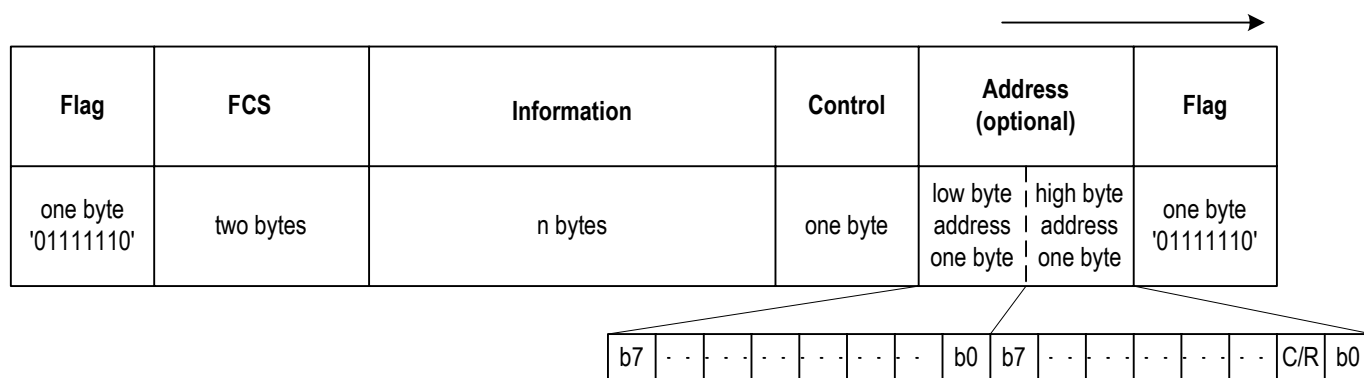 Flag FCS Information Control Address (optional) Flag
one byte '01111110' two bytes n bytes one byte low byte address one byte high byte address one byte one byte '01111110'
b7 b0 b7 C/R b0